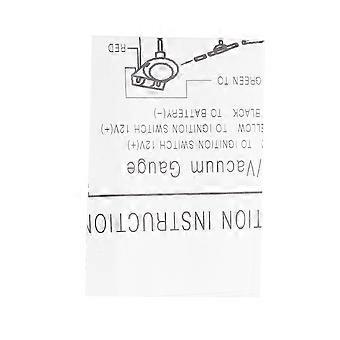 TION INSTRUCTION
/Vacuum Gauge
TO IGNITION SWITCH 12V(+)
ELLOW TO IGNITION SWITCH 12V(+)
BLACK TO BATTERY(-)
GREEN TO
RED